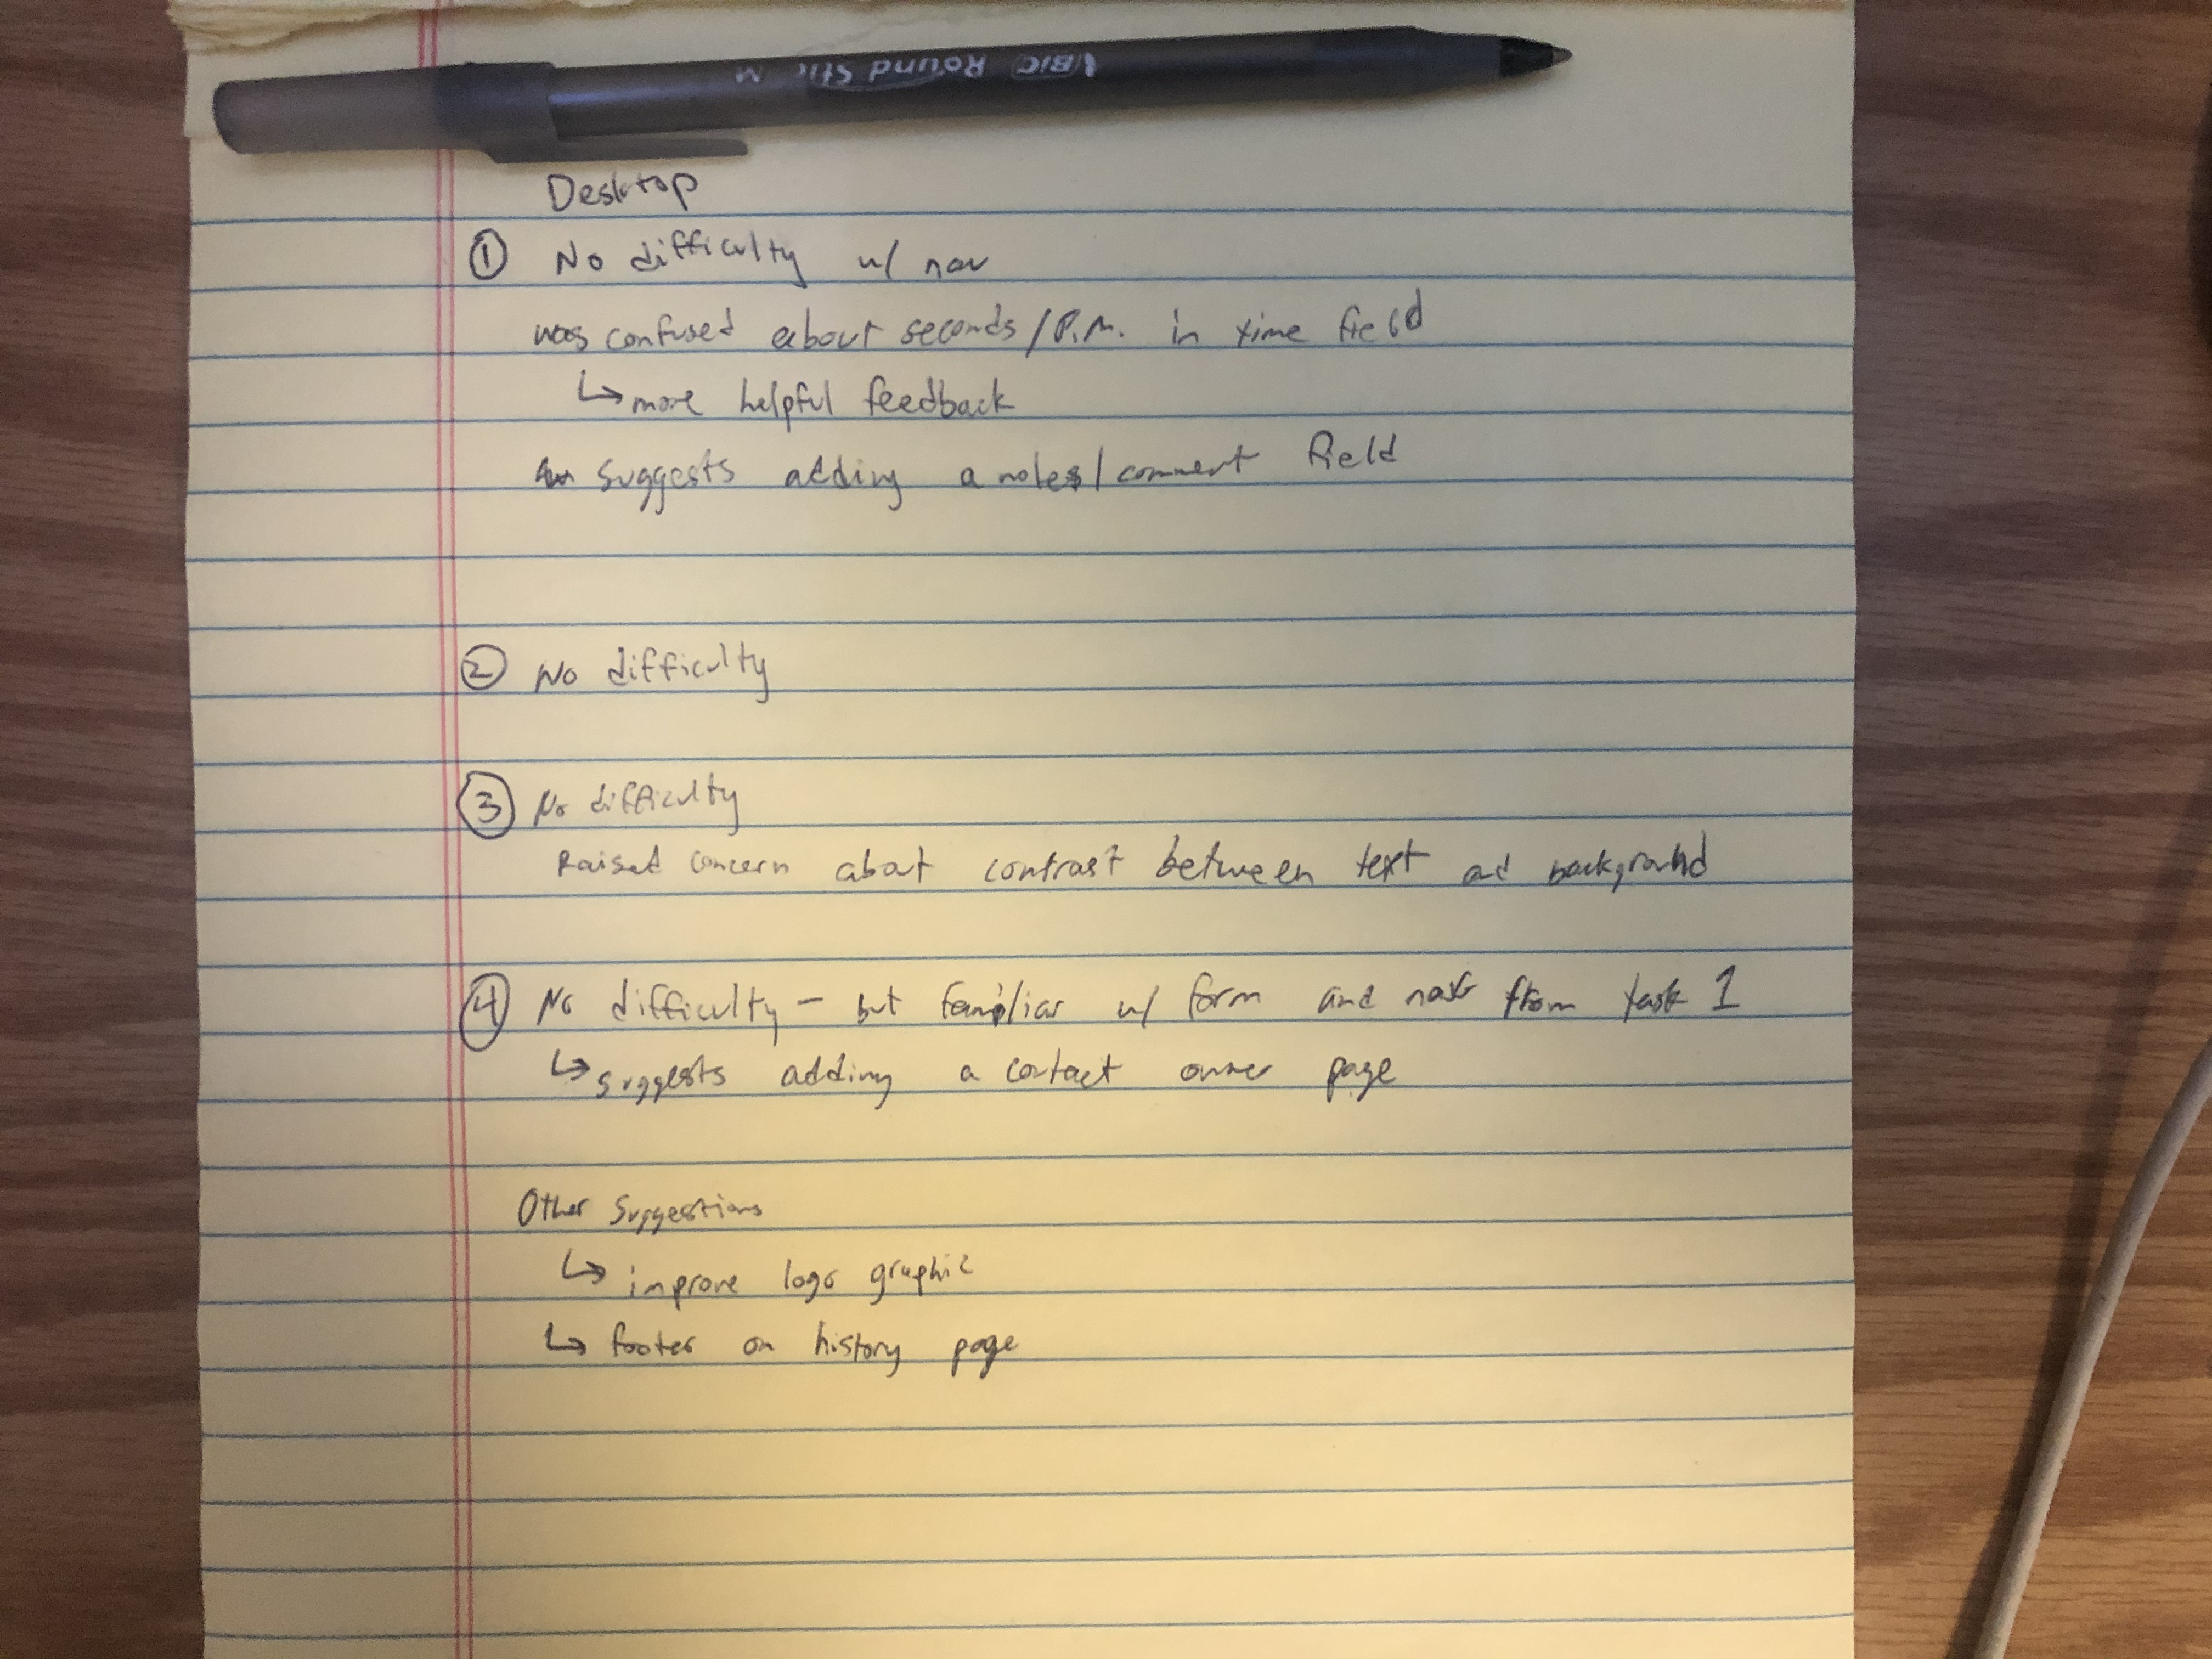 BIC Round Stic M
Desktop
① No difficulty w/ nav
was confused about seconds/P.M. in time field
↳ more helpful feedback
suggests adding a notes/comment field
② No difficulty
③ No difficulty
Raised concern about contrast between text ad background
④ No difficulty - but familiar w/ form and nav from task 1
↳ suggests adding a contact owner page
Other Suggestions
↳ improve logo graphic
↳ footer on history page